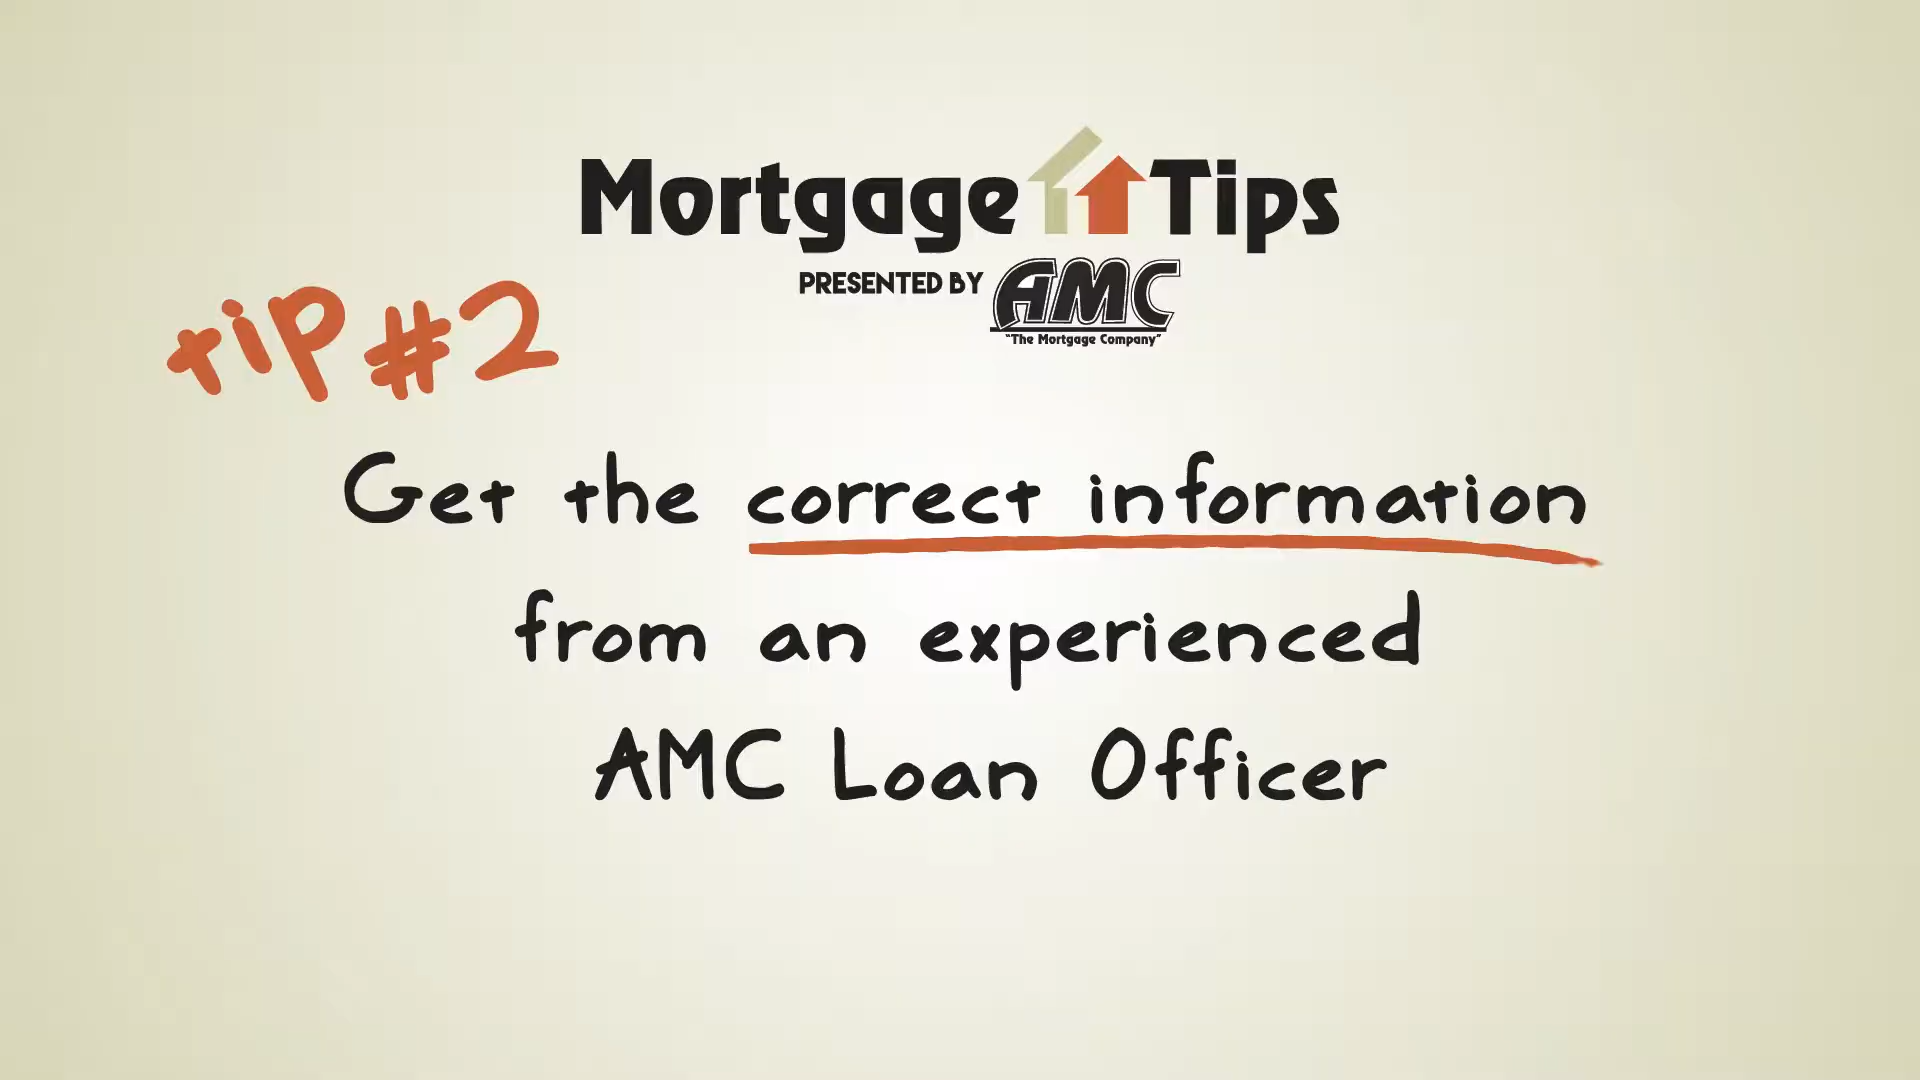 Mortgage Tips
PRESENTED BY AMC
"The Mortgage Company"
tip #2
Get the correct information
from an experienced
AMC Loan Officer